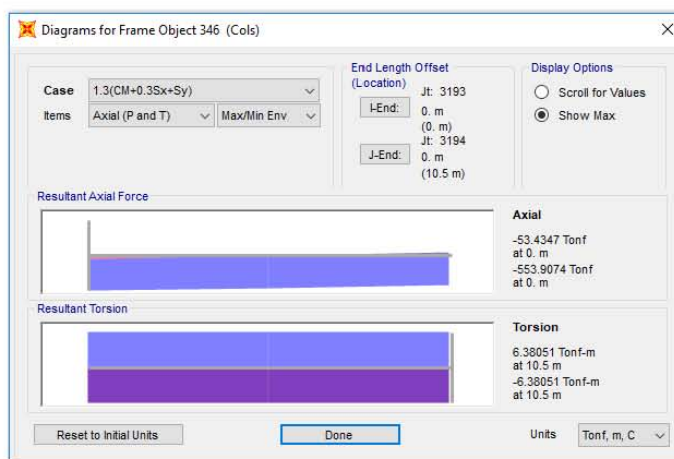 Diagrams for Frame Object 346 (Cols)
Case
1.3(CM+0.3Sx+Sy)
Items
Axial (P and T)
Max/Min Env
End Length Offset
(Location)
I-End:
Jt: 3193
0. m
(0. m)
J-End:
Jt: 3194
0. m
(10.5 m)
Display Options
Scroll for Values
Show Max
Resultant Axial Force
Axial
-53.4347 Tonf
at 0. m
-553.9074 Tonf
at 0. m
Resultant Torsion
Torsion
6.38051 Tonf-m
at 10.5 m
-6.38051 Tonf-m
at 10.5 m
Reset to Initial Units
Done
Units
Tonf, m, C